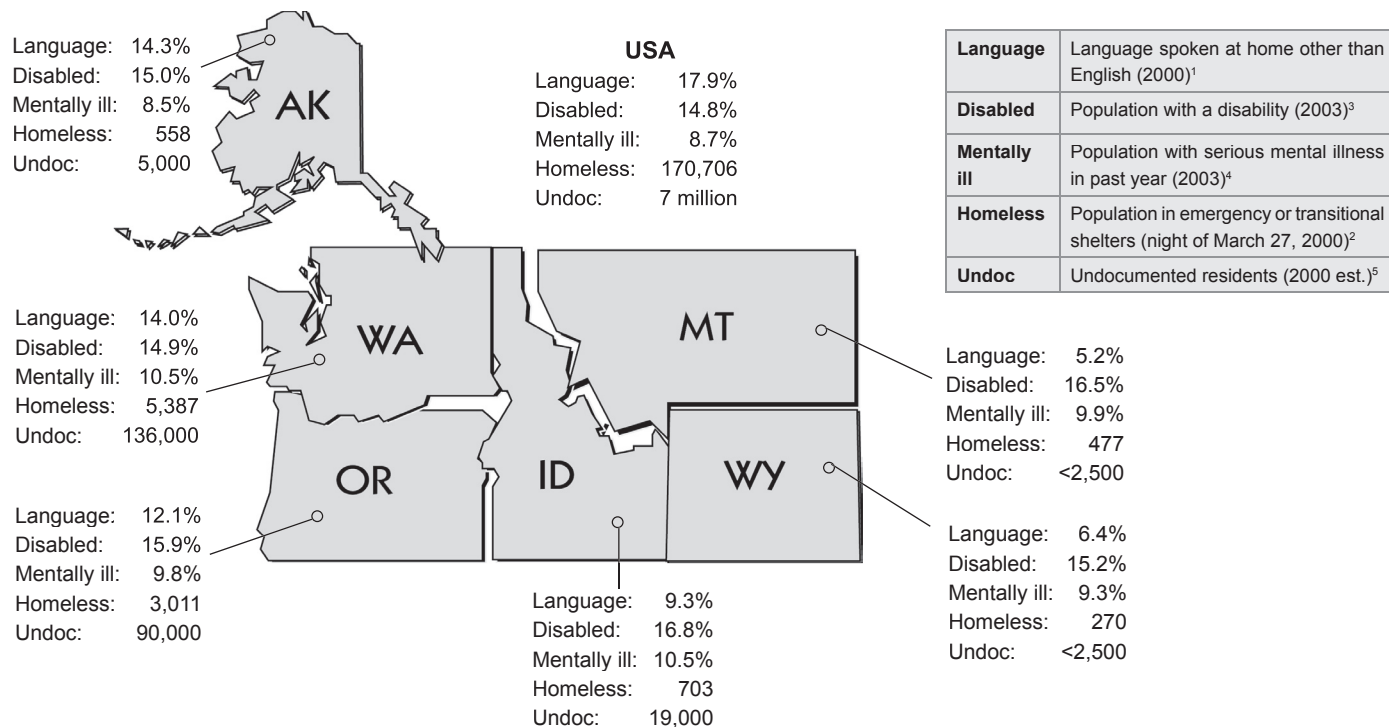 Language: 14.3%
Disabled: 15.0%
Mentally ill: 8.5%
Homeless: 558
Undoc: 5,000
AK
USA
Language: 17.9%
Disabled: 14.8%
Mentally ill: 8.7%
Homeless: 170,706
Undoc: 7 million
Language Language spoken at home other than
English (2000)¹
Disabled Population with a disability (2003)³
Mentally Population with serious mental illness
ill in past year (2003)⁴
Homeless Population in emergency or transitional
shelters (night of March 27, 2000)²
Undoc Undocumented residents (2000 est.)⁵
Language: 14.0%
Disabled: 14.9%
Mentally ill: 10.5%
Homeless: 5,387
Undoc: 136,000
WA
MT
Language: 5.2%
Disabled: 16.5%
Mentally ill: 9.9%
Homeless: 477
Undoc: <2,500
OR
ID
WY
Language: 12.1%
Disabled: 15.9%
Mentally ill: 9.8%
Homeless: 3,011
Undoc: 90,000
Language: 9.3%
Disabled: 16.8%
Mentally ill: 10.5%
Homeless: 703
Undoc: 19,000
Language: 6.4%
Disabled: 15.2%
Mentally ill: 9.3%
Homeless: 270
Undoc: <2,500